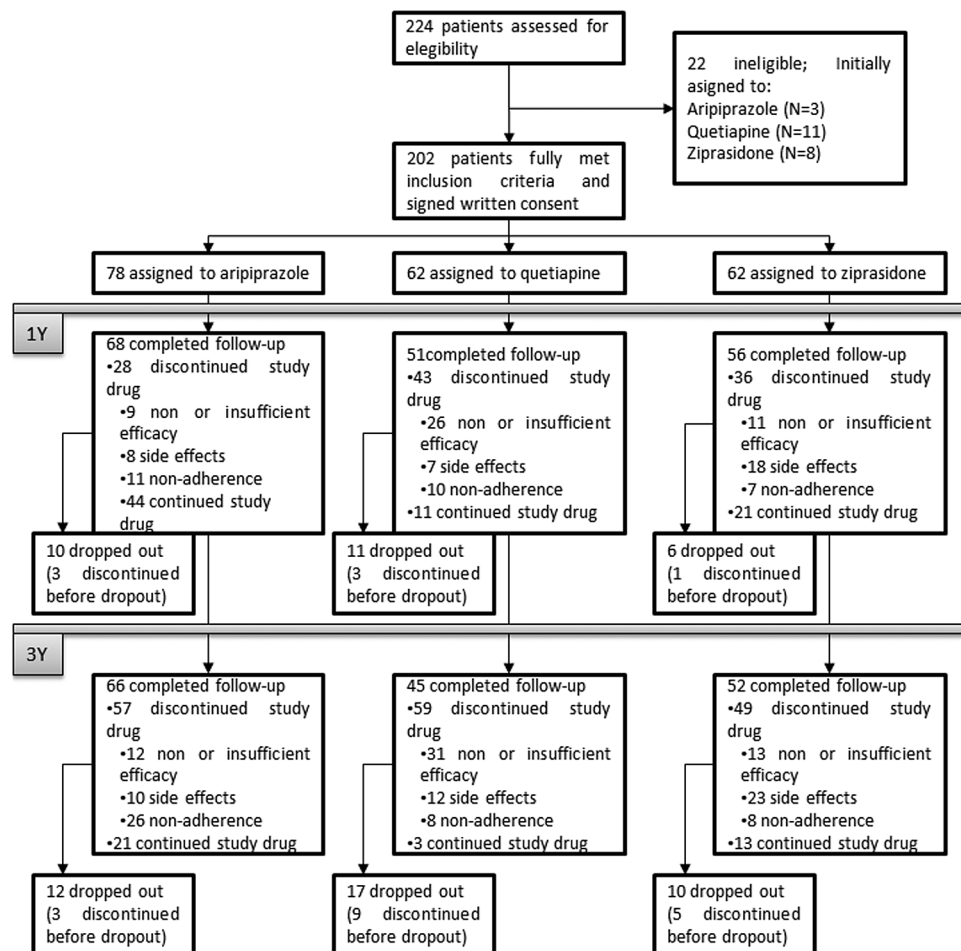 224 patients assessed for
elegibility
22 ineligible; Initially
asigned to:
Aripiprazole (N=3)
Quetiapine (N=11)
Ziprasidone (N=8)
202 patients fully met
inclusion criteria and
signed written consent
78 assigned to aripiprazole
62 assigned to quetiapine
62 assigned to ziprasidone
1Y
68 completed follow-up
•28 discontinued study
drug
•9 non or insufficient
efficacy
•8 side effects
•11 non-adherence
•44 continued study
drug
51completed follow-up
•43 discontinued study
drug
•26 non or insufficient
efficacy
•7 side effects
•10 non-adherence
•11 continued study drug
56 completed follow-up
•36 discontinued study
drug
•11 non or insufficient
efficacy
•18 side effects
•7 non-adherence
•21 continued study drug
10 dropped out
(3 discontinued
before dropout)
11 dropped out
(3 discontinued
before dropout)
6 dropped out
(1 discontinued
before dropout)
3Y
66 completed follow-up
•57 discontinued study
drug
•12 non or insufficient
efficacy
•10 side effects
•26 non-adherence
•21 continued study drug
45 completed follow-up
•59 discontinued study
drug
•31 non or insufficient
efficacy
•12 side effects
•8 non-adherence
•3 continued study drug
52 completed follow-up
•49 discontinued study
drug
•13 non or insufficient
efficacy
•23 side effects
•8 non-adherence
•13 continued study drug
12 dropped out
(3 discontinued
before dropout)
17 dropped out
(9 discontinued
before dropout)
10 dropped out
(5 discontinued
before dropout)